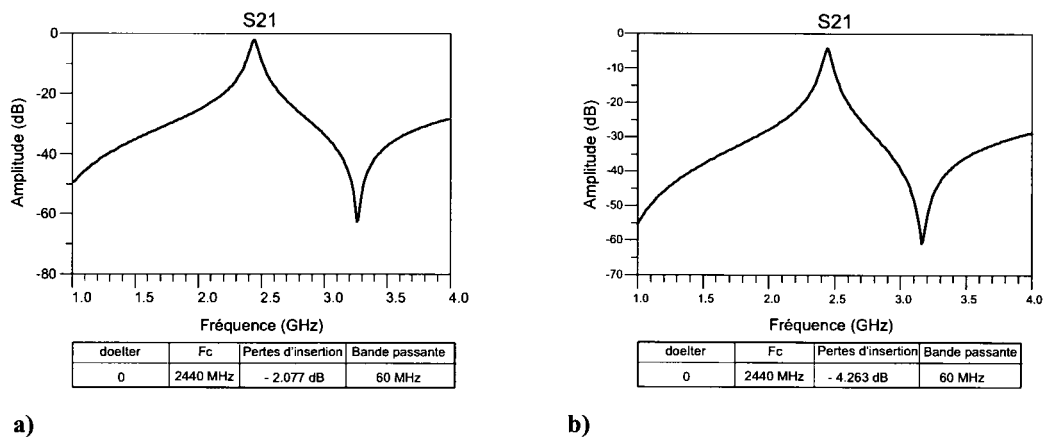 S21
0
-20
-40
-60
-80
Amplitude (dB)
1.0 1.5 2.0 2.5 3.0 3.5 4.0
Fréquence (GHz)
doelter Fc Pertes d'insertion Bande passante
0 2440 MHz - 2.077 dB 60 MHz
a)
S21
0
-10
-20
-30
-40
-50
-60
-70
Amplitude (dB)
1.0 1.5 2.0 2.5 3.0 3.5 4.0
Fréquence (GHz)
doelter Fc Pertes d'insertion Bande passante
0 2440 MHz - 4.263 dB 60 MHz
b)